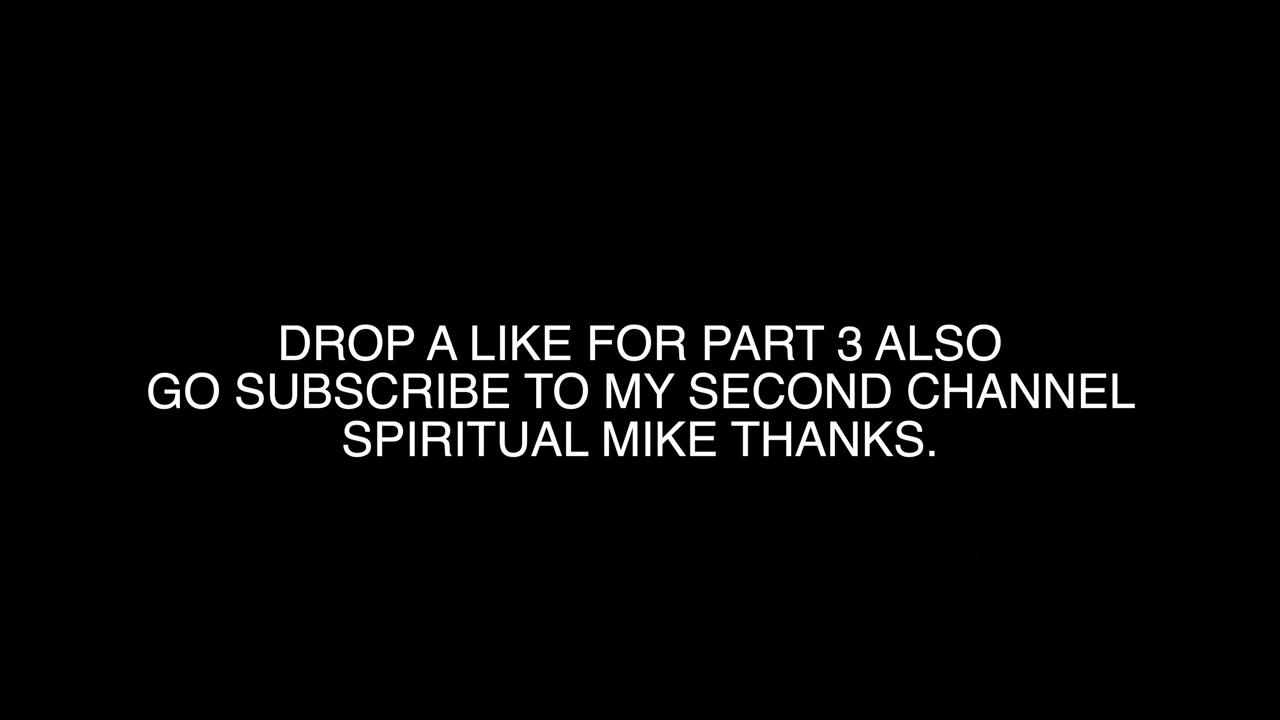 DROP A LIKE FOR PART 3 ALSO
GO SUBSCRIBE TO MY SECOND CHANNEL
SPIRITUAL MIKE THANKS.